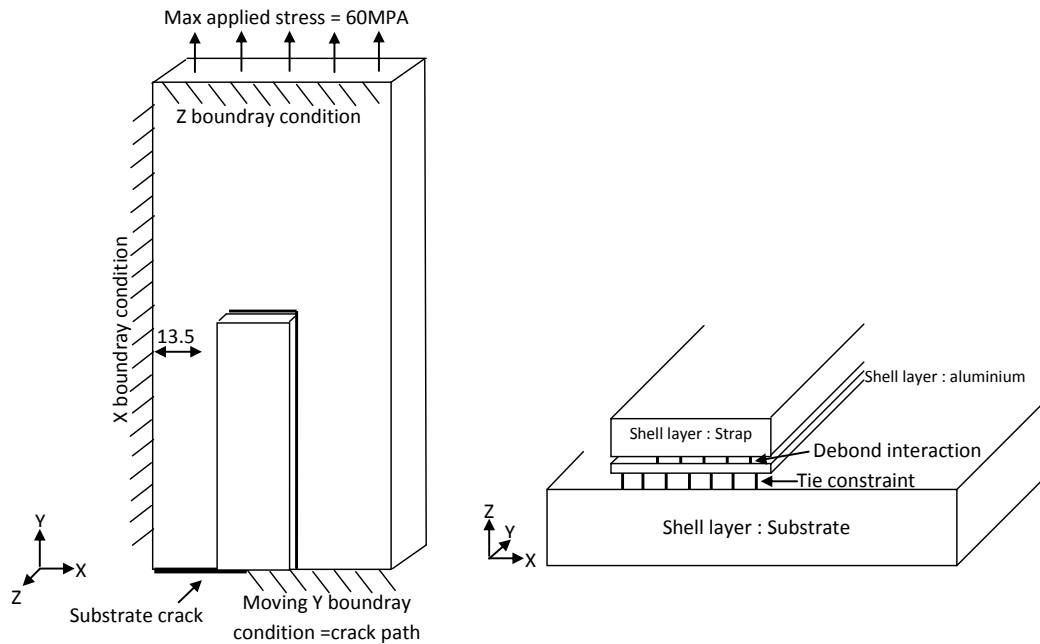 Max applied stress = 60MPA
Z boundray condition
X boundray condition
13.5
Y
X
Z
Substrate crack
Moving Y boundray
condition =crack path
Shell layer : aluminium
Shell layer : Strap
Debond interaction
Tie constraint
Shell layer : Substrate
Z
Y
X